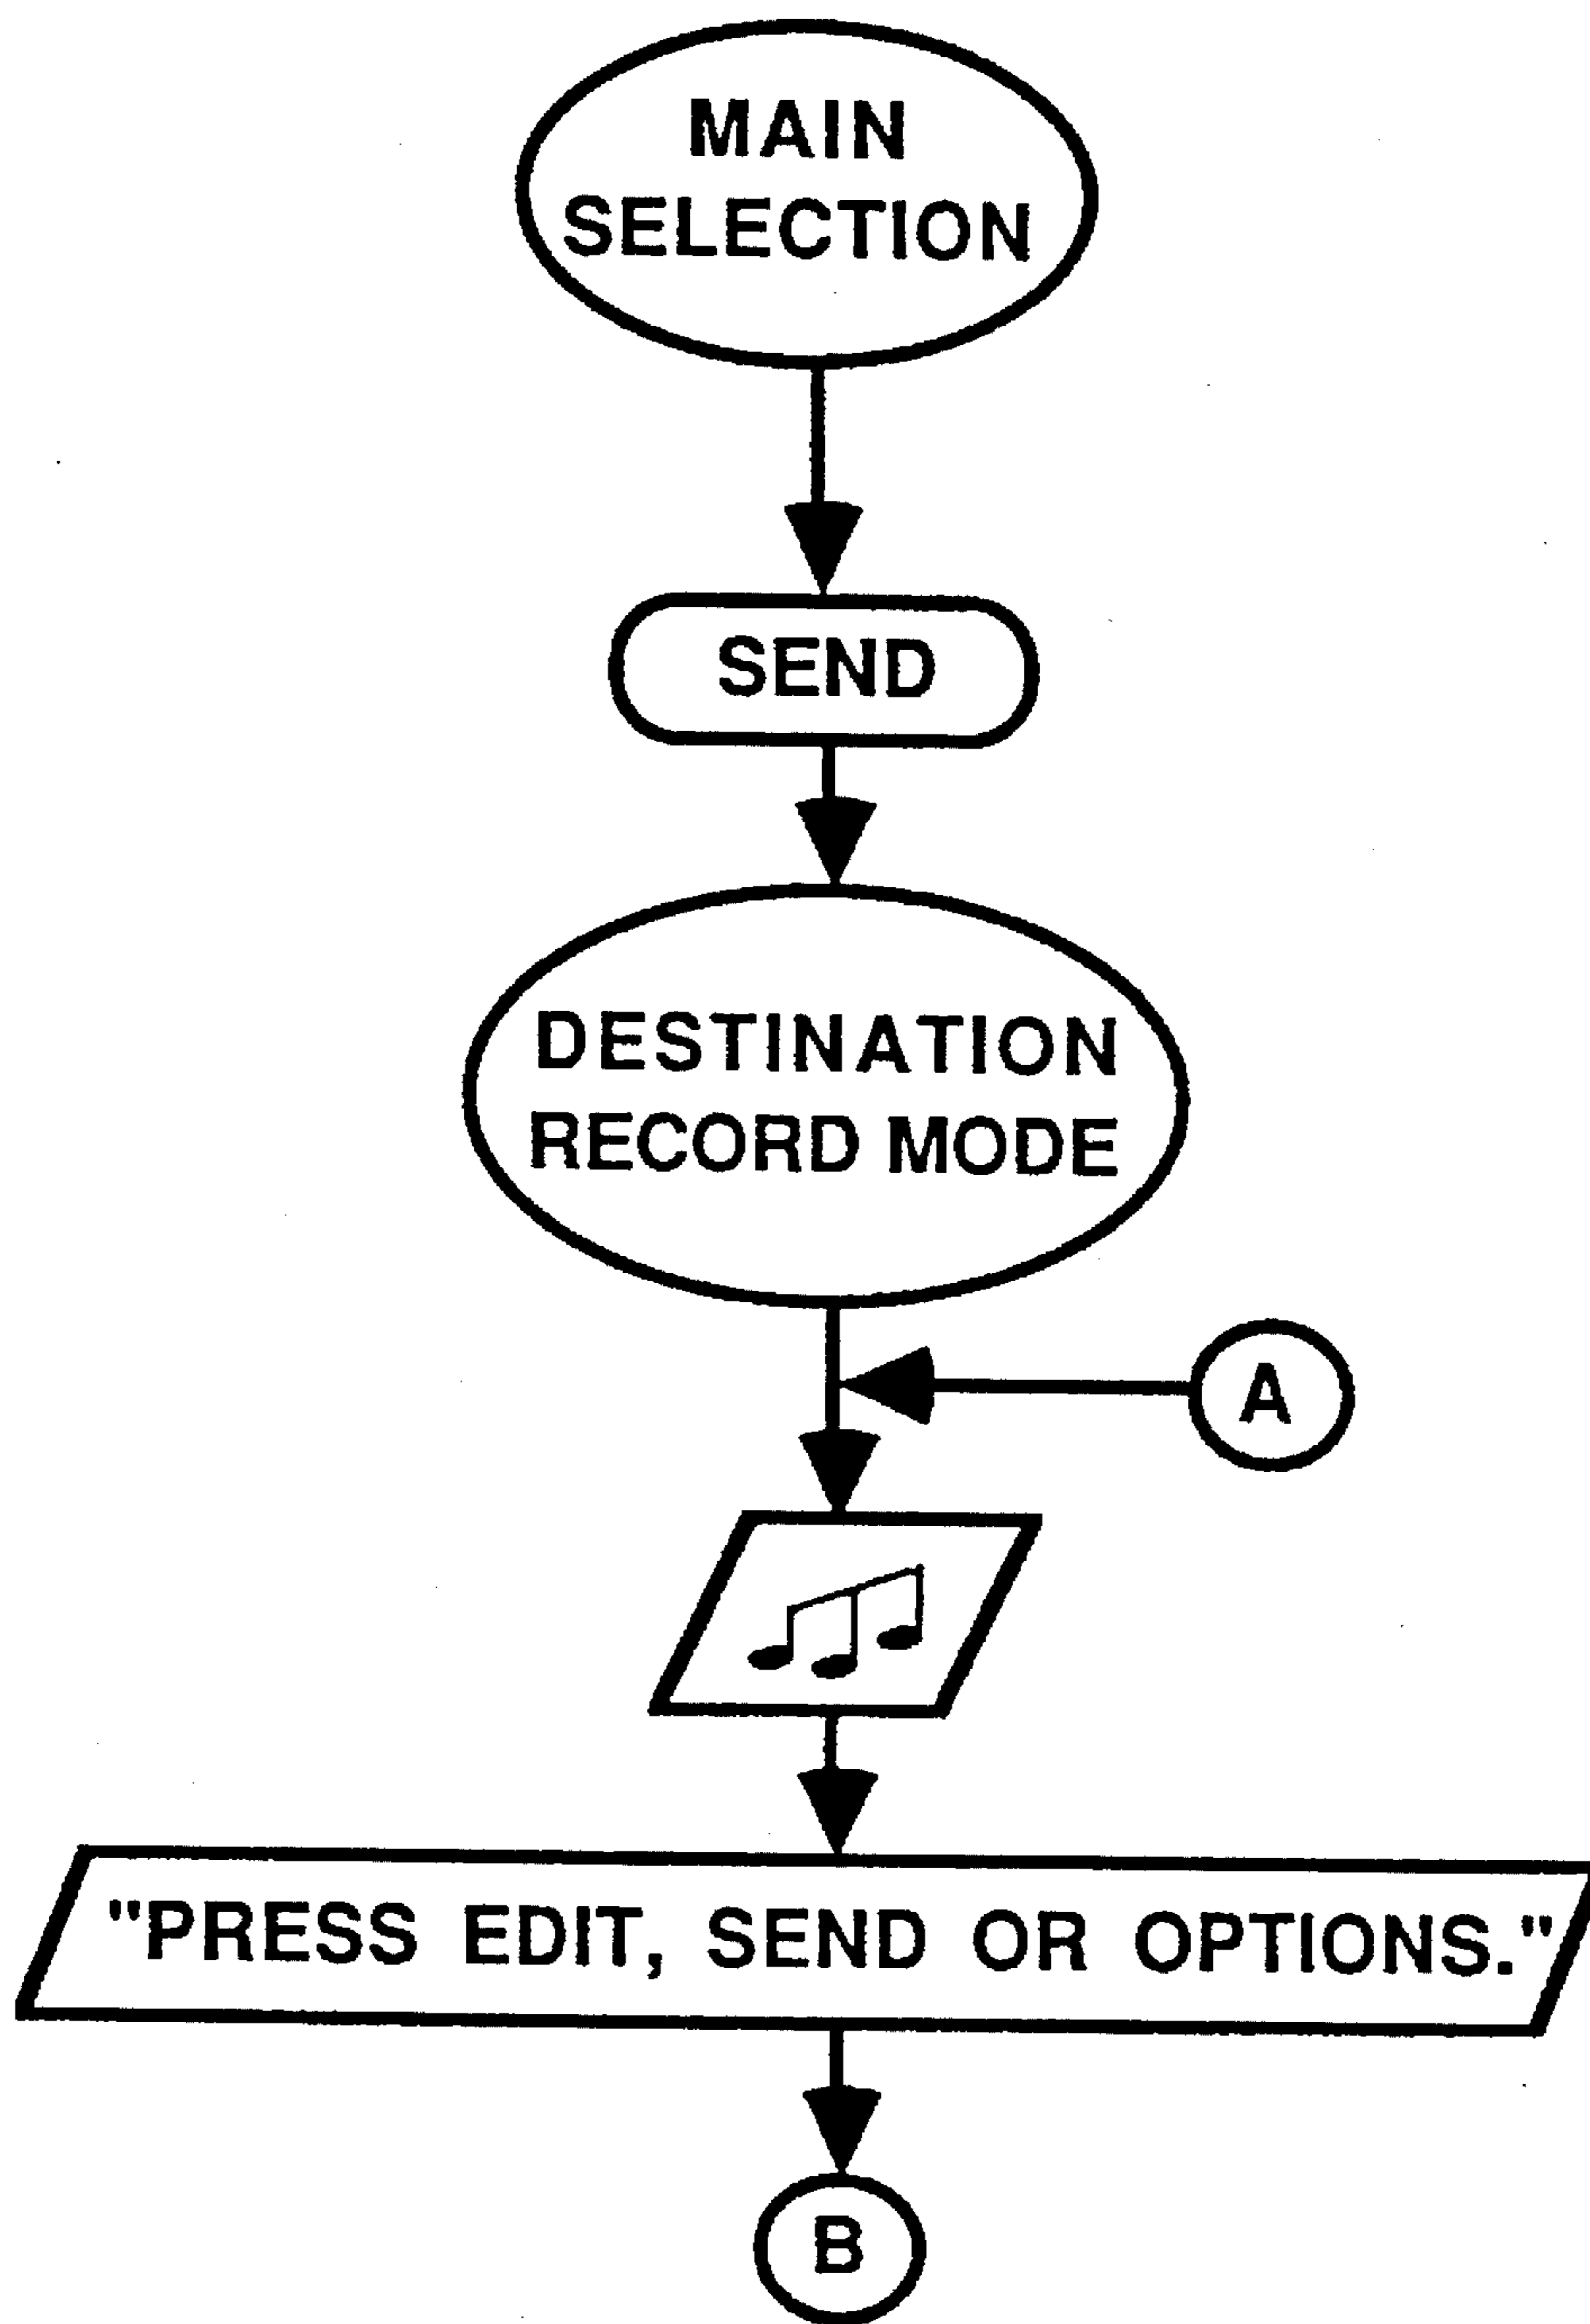 MAIN
SELECTION
SEND
DESTINATION
RECORD MODE
A
"PRESS EDIT, SEND OR OPTIONS."
B